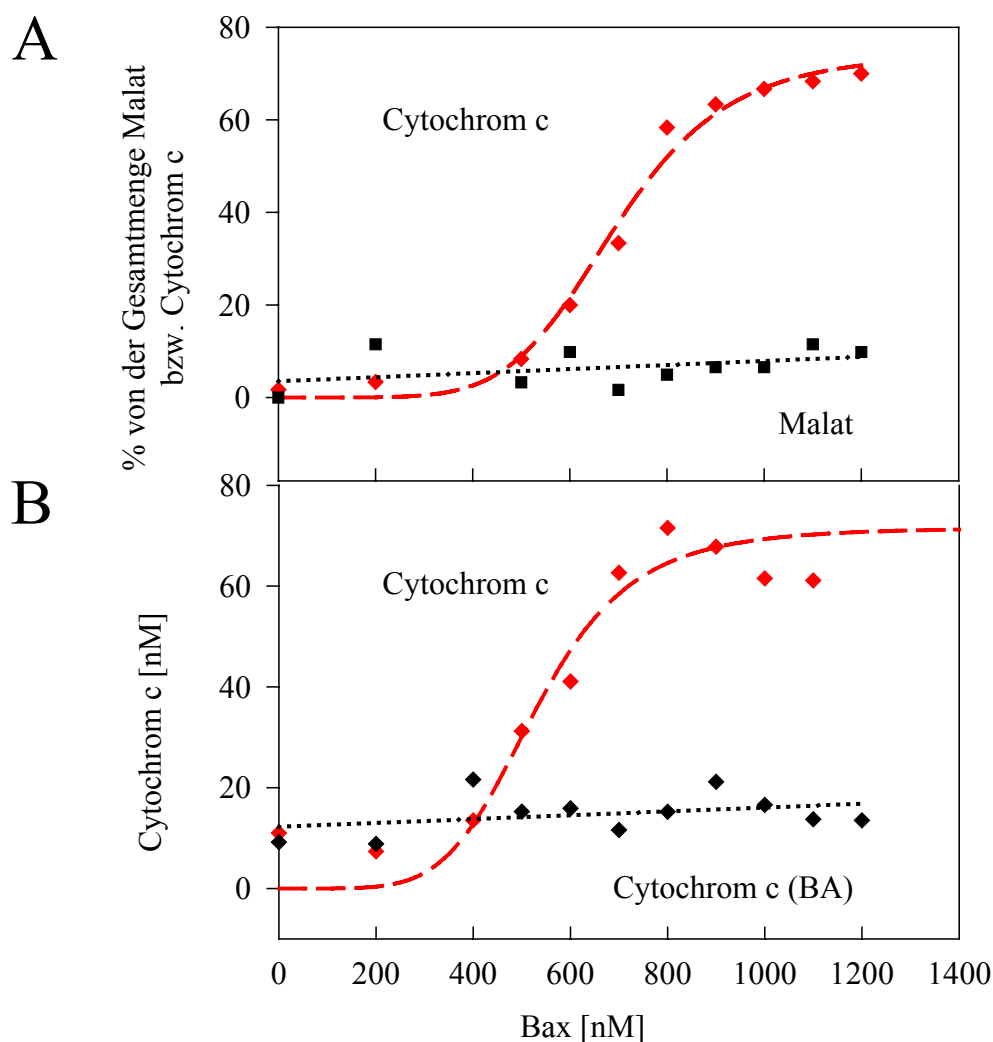 A
80
60
40
20
0
% von der Gesamtmenge Malat
bzw. Cytochrom c
Cytochrom c
Malat
B
80
60
40
20
0
Cytochrom c [nM]
Cytochrom c
Cytochrom c (BA)
0 200 400 600 800 1000 1200 1400
Bax [nM]